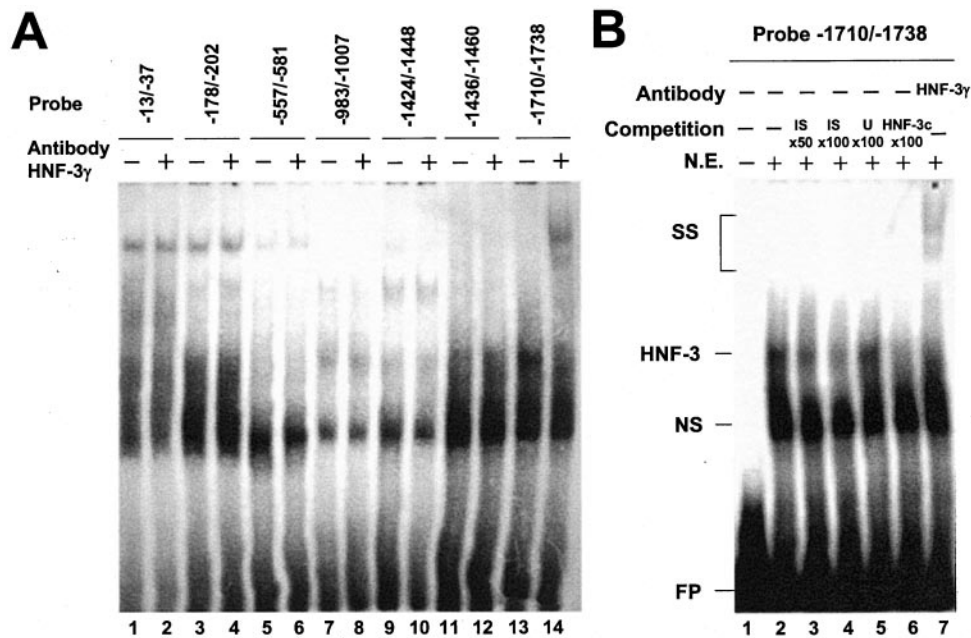 A
Probe
-13/-37
-178/-202
-557/-581
-983/-1007
-1424/-1448
-1436/-1460
-1710/-1738
Antibody
HNF-3γ
− + − + − + − + − + − + − +
1 2 3 4 5 6 7 8 9 10 11 12 13 14
B
Probe -1710/-1738
Antibody − − − − − − HNF-3γ
Competition − − IS x50 IS x100 U x100 HNF-3c x100 −
N.E. − + + + + + +
SS
HNF-3
NS
FP
1 2 3 4 5 6 7